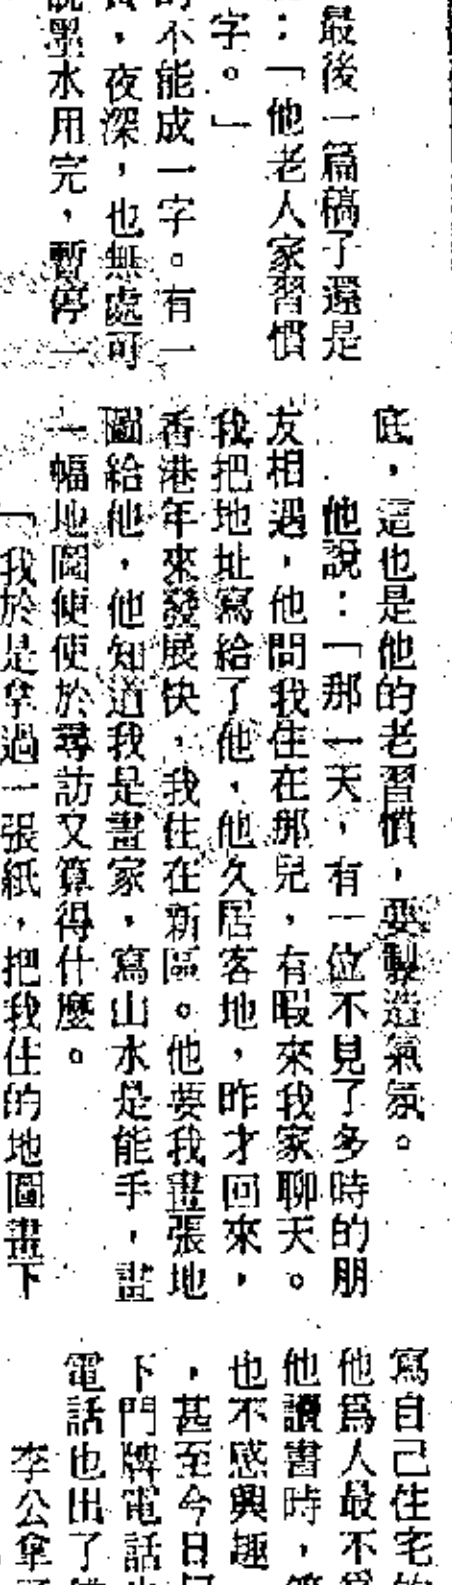 最後一篇稿了還是
：「他老人家習慣
字。」
不能成一字。有一
，夜深，也無處可
墨水用完，暫停一
底，這也是他的老習慣，要製造氣氛。
他說：「那一天，有一位不見了多時的朋
友相遇，他問我住在那兒，有暇來我家聊天。
我把地址寫給了他，他久居客地，昨才回來，
香港年來發展快，我住在新區。他要我畫張地
圖給他，他知道我是畫家，寫山水是能手，畫
一幅地圖便使於尋訪又算得什麼。
「我於是拿過一張紙，把我住的地圖畫下
寫自己住宅
他爲人最不
他讀書時，
也不感興趣
，甚至今日
下門牌電話
電話也出了
李公拿